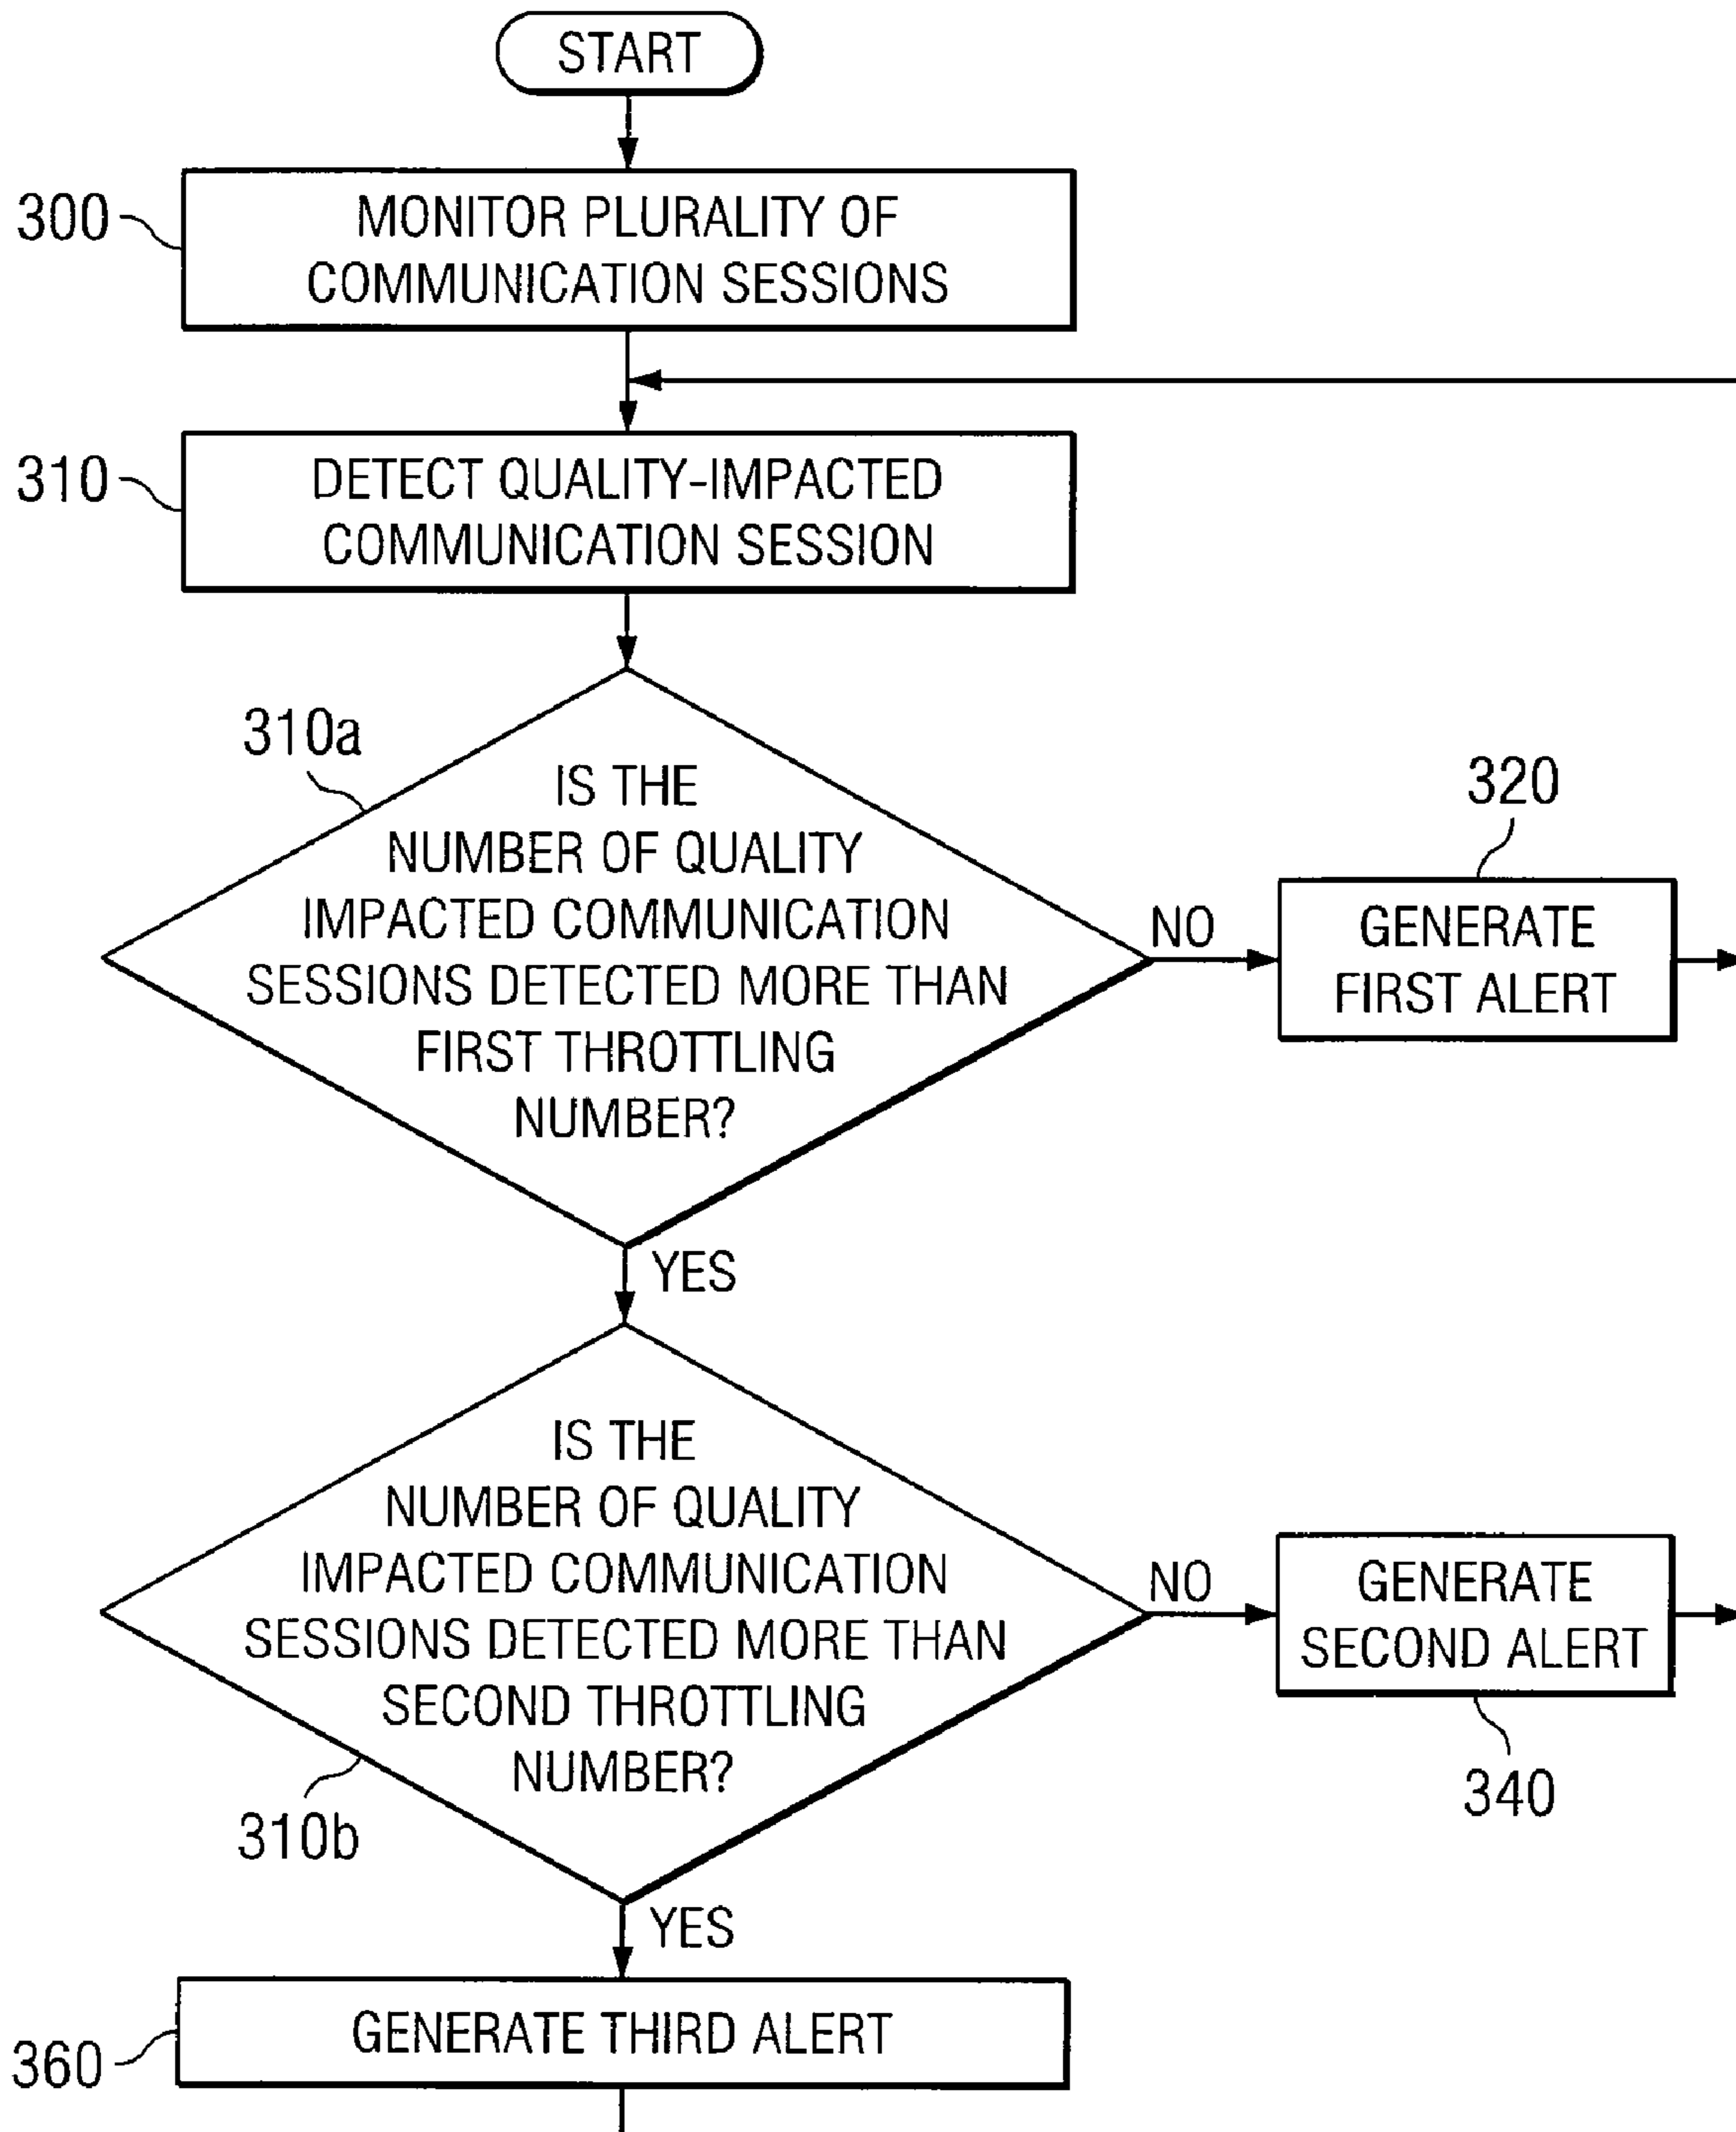 START
300
MONITOR PLURALITY OF
COMMUNICATION SESSIONS
310
DETECT QUALITY-IMPACTED
COMMUNICATION SESSION
310a
IS THE
NUMBER OF QUALITY
IMPACTED COMMUNICATION
SESSIONS DETECTED MORE THAN
FIRST THROTTLING
NUMBER?
NO
320
GENERATE
FIRST ALERT
YES
IS THE
NUMBER OF QUALITY
IMPACTED COMMUNICATION
SESSIONS DETECTED MORE THAN
SECOND THROTTLING
NUMBER?
310b
NO
GENERATE
SECOND ALERT
340
YES
360
GENERATE THIRD ALERT